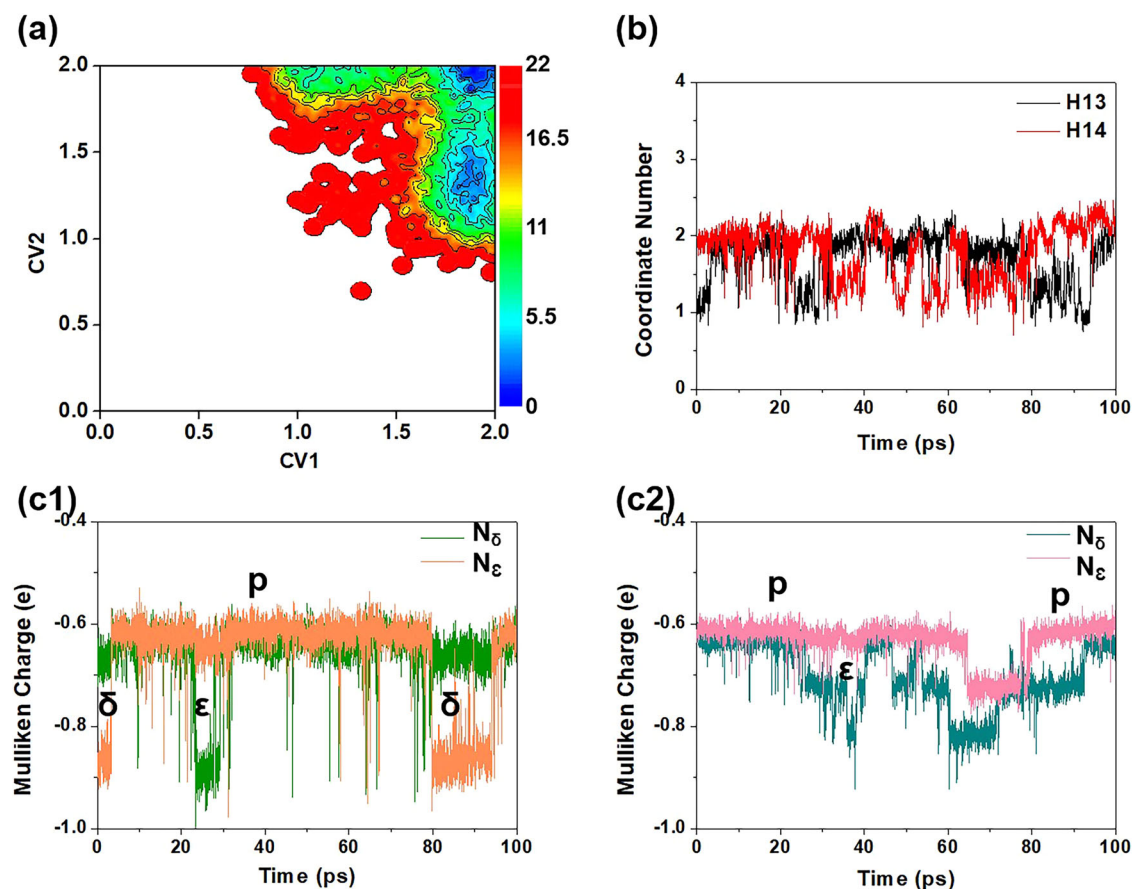 (a)
2.0
1.5
1.0
0.5
0.0
CV2
0.0 0.5 1.0 1.5 2.0
CV1
22
16.5
11
5.5
0
(b)
4
3
2
1
0
Coordinate Number
H13
H14
0 20 40 60 80 100
Time (ps)
(c1)
-0.4
-0.6
-0.8
-1.0
Mulliken Charge (e)
Nδ
Nε
p
δ
ε
δ
0 20 40 60 80 100
Time (ps)
(c2)
-0.4
-0.6
-0.8
-1.0
Mulliken Charge (e)
Nδ
Nε
p
p
ε
0 20 40 60 80 100
Time (ps)